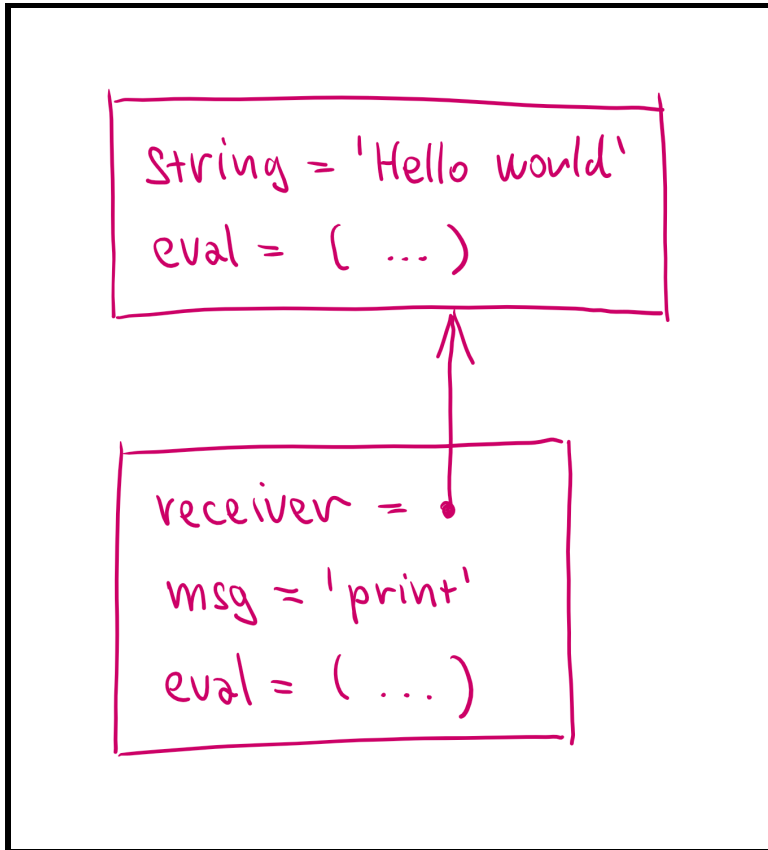 string = 'Hello world'
eval = ( ... )
receiver =
msg = 'print'
eval = ( ... )